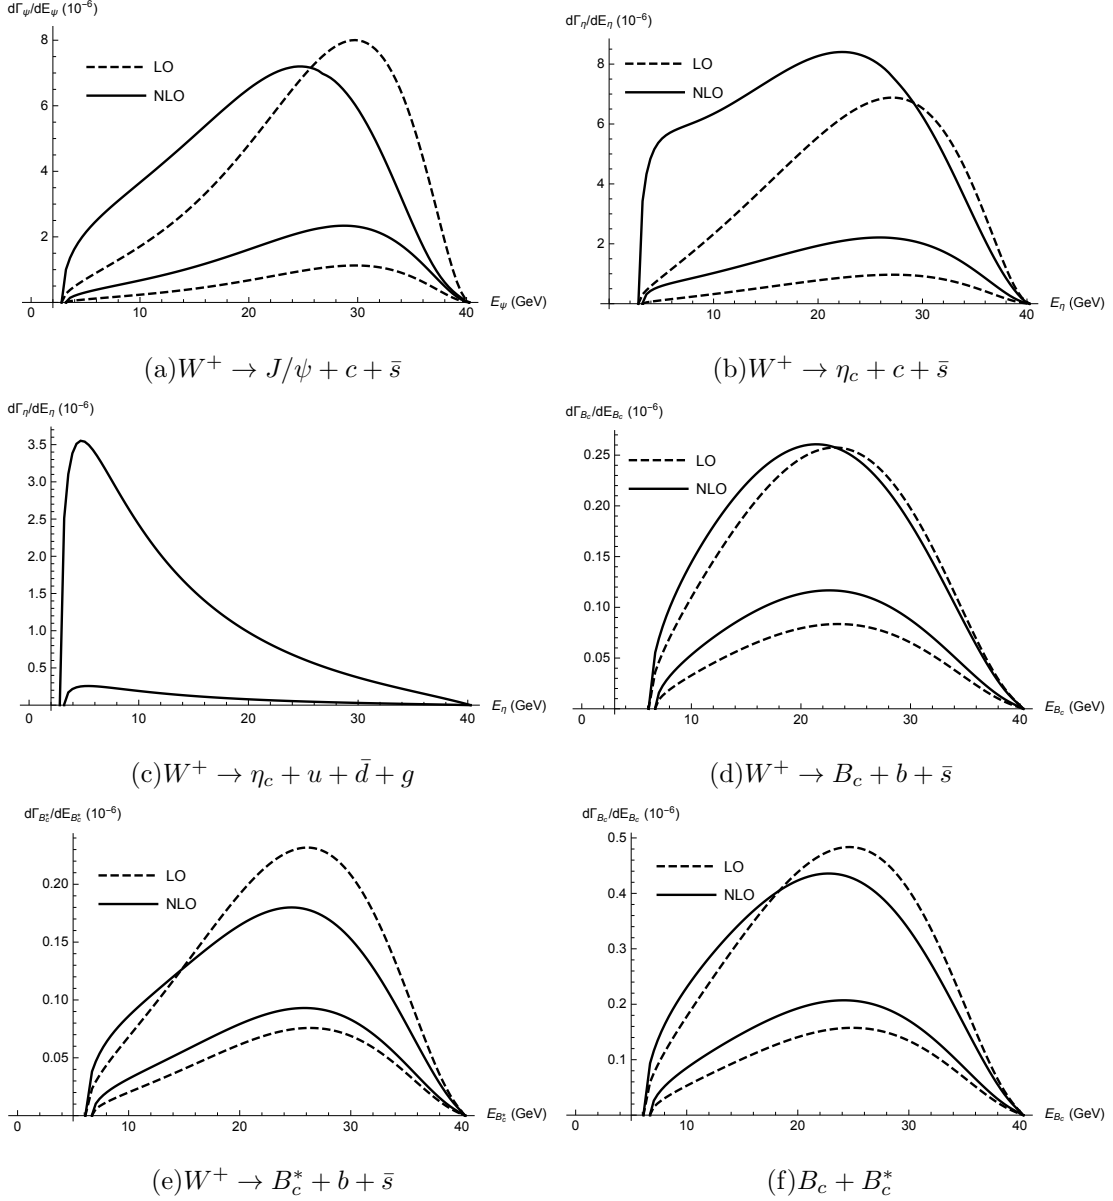 dΓψ/dEψ (10⁻⁶)
8
6
4
2
0
10
20
30
40
Eψ (GeV)
LO
NLO
(a)W⁺ → J/ψ + c + s̄
dΓη/dEη (10⁻⁶)
8
6
4
2
10
20
30
40
Eη (GeV)
LO
NLO
(b)W⁺ → ηc + c + s̄
dΓη/dEη (10⁻⁶)
3.5
3.0
2.5
2.0
1.5
1.0
0.5
0
10
20
30
40
Eη (GeV)
(c)W⁺ → ηc + u + d̄ + g
dΓBc/dEBc (10⁻⁶)
0.25
0.20
0.15
0.10
0.05
0
10
20
30
40
EBc (GeV)
LO
NLO
(d)W⁺ → Bc + b + s̄
dΓBc*/dEBc* (10⁻⁶)
0.20
0.15
0.10
0.05
0
10
20
30
40
EBc* (GeV)
LO
NLO
(e)W⁺ → Bc* + b + s̄
dΓBc/dEBc (10⁻⁶)
0.5
0.4
0.3
0.2
0.1
0
10
20
30
40
EBc (GeV)
LO
NLO
(f)Bc + Bc*